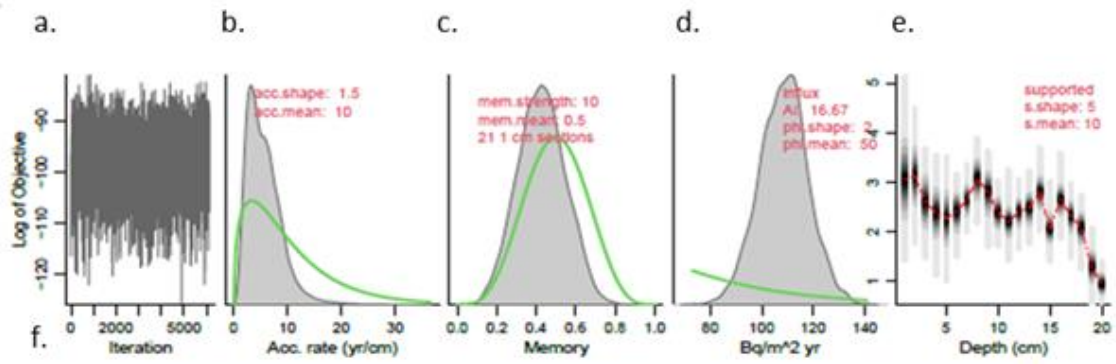 a.
b.
c.
d.
e.
acc.shape: 1.5
acc.mean: 10
mem.strength: 10
mem.mean: 0.5
21 1 cm sections
influx
Al: 16.67
phi.shape: 2
phi.mean: 50
supported
s.shape: 5
s.mean: 10
Log of Objective
-90
-100
-110
-120
0 2000 5000
Iteration
0 10 20 30
Acc. rate (yr/cm)
0.0 0.2 0.4 0.6 0.8 1.0
Memory
80 100 120 140
Bq/m^2 yr
5
4
3
2
1
5 10 15 20
Depth (cm)
f.